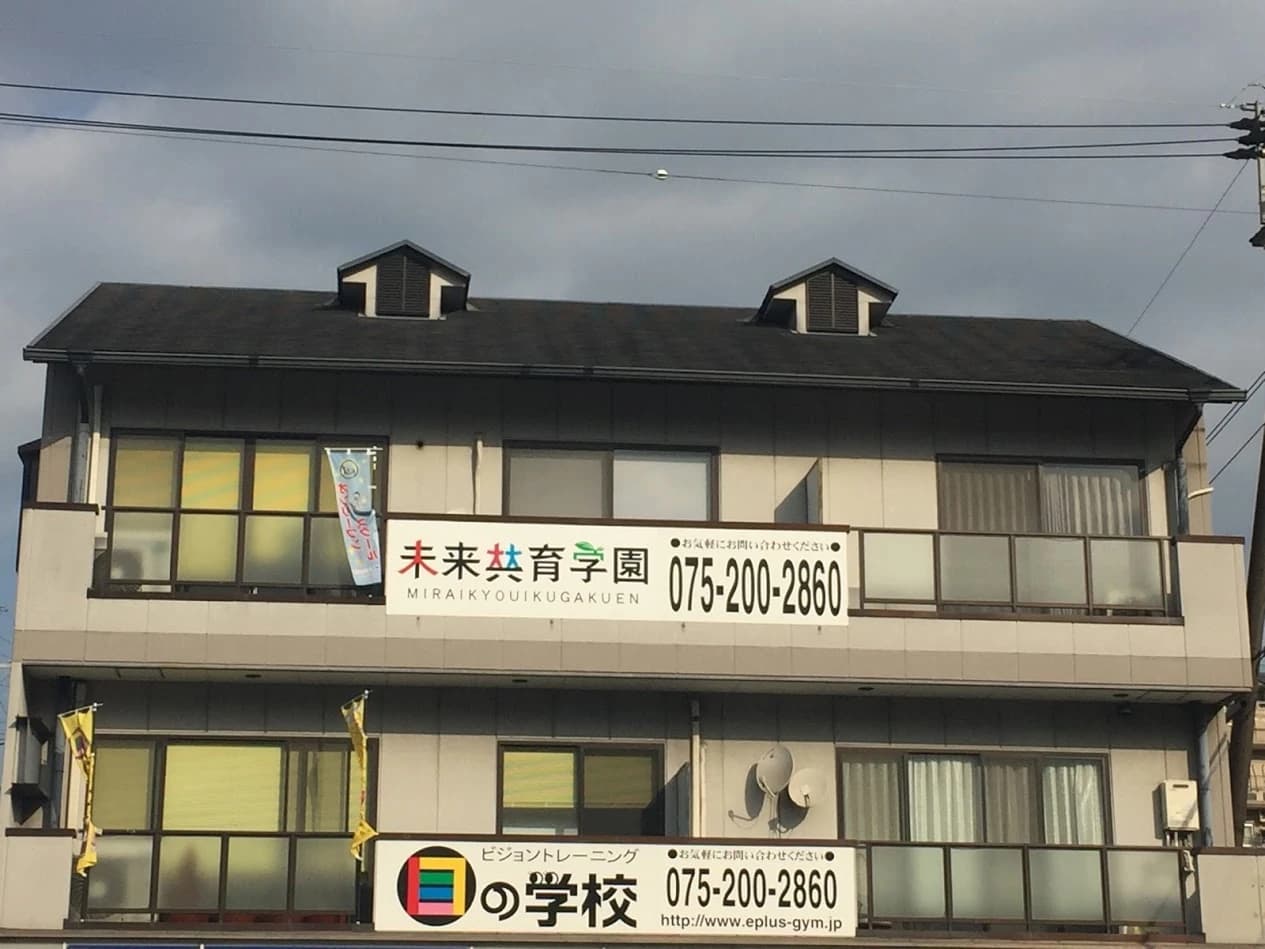 未来共育学園
MIRAIKYOUIKUGAKUEN
●お気軽にお問い合わせください●
075-200-2860
ビジョントレーニング
目の学校
●お気軽にお問い合わせください●
075-200-2860
http://www.eplus-gym.jp